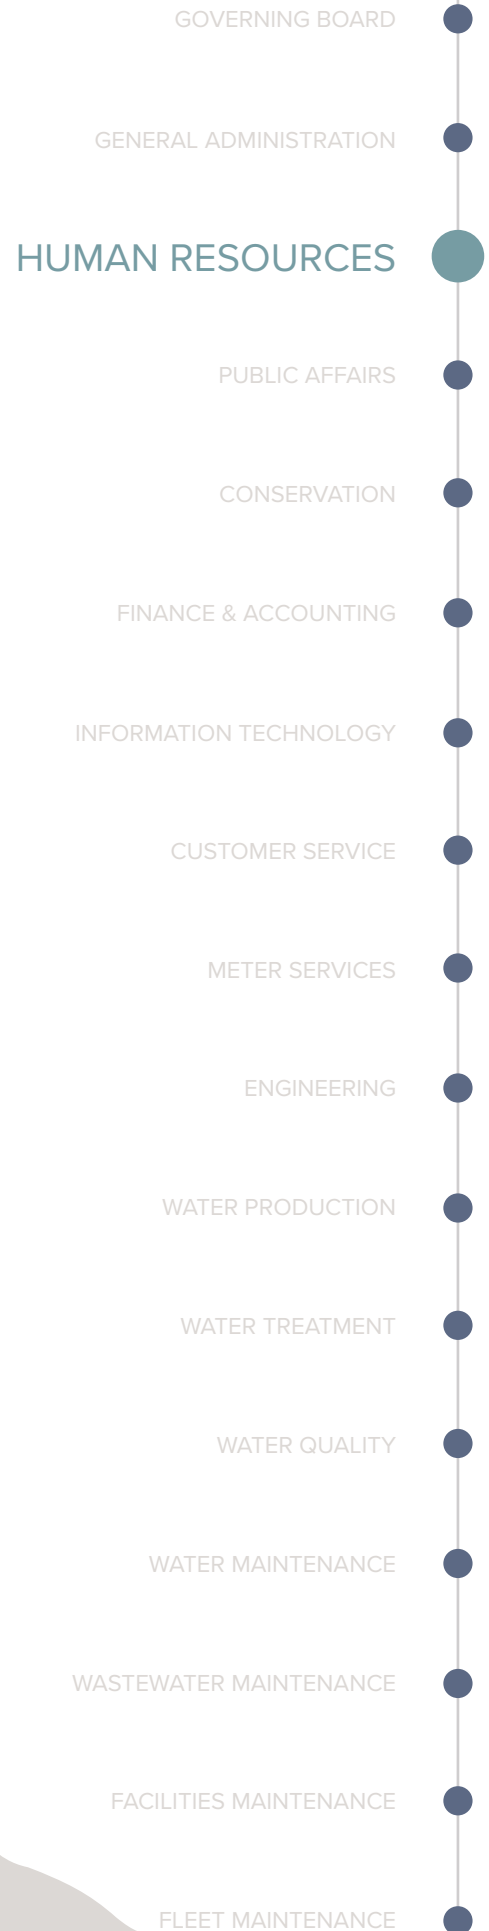 GOVERNING BOARD
GENERAL ADMINISTRATION
HUMAN RESOURCES
PUBLIC AFFAIRS
CONSERVATION
FINANCE & ACCOUNTING
INFORMATION TECHNOLOGY
CUSTOMER SERVICE
METER SERVICES
ENGINEERING
WATER PRODUCTION
WATER TREATMENT
WATER QUALITY
WATER MAINTENANCE
WASTEWATER MAINTENANCE
FACILITIES MAINTENANCE
FLEET MAINTENANCE